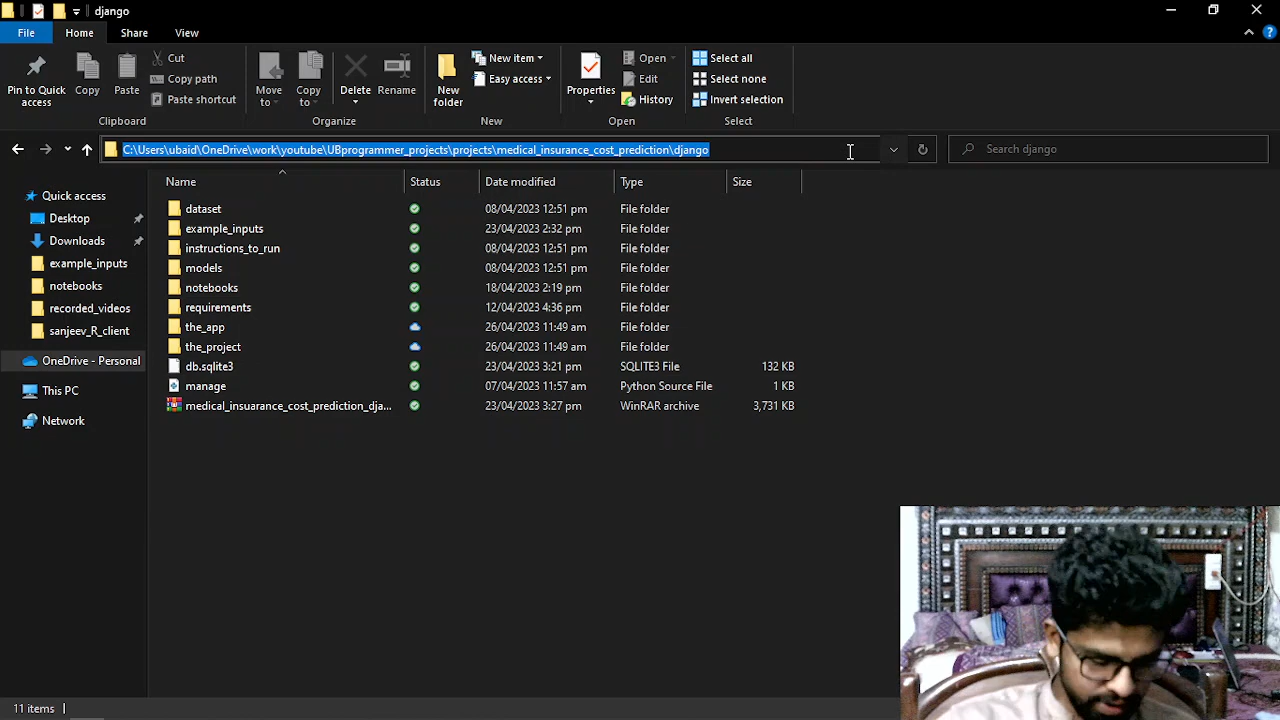 django
File Home Share View
Pin to Quick access
Copy
Paste
Cut
Copy path
Paste shortcut
Clipboard
Move to
Copy to
Delete
Rename
Organize
New folder
New item
Easy access
New
Properties
Open
Edit
History
Open
Select all
Select none
Invert selection
Select
C:\Users\ubaid\OneDrive\work\youtube\UBprogrammer_projects\projects\medical_insurance_cost_prediction\django
Search django
Quick access
Desktop
Downloads
example_inputs
notebooks
recorded_videos
sanjeev_R_client
OneDrive - Personal
This PC
Network
Name Status Date modified Type Size
dataset 08/04/2023 12:51 pm File folder
example_inputs 23/04/2023 2:32 pm File folder
instructions_to_run 08/04/2023 12:51 pm File folder
models 08/04/2023 12:51 pm File folder
notebooks 18/04/2023 2:19 pm File folder
requirements 12/04/2023 4:36 pm File folder
the_app 26/04/2023 11:49 am File folder
the_project 26/04/2023 11:49 am File folder
db.sqlite3 23/04/2023 3:21 pm SQLITE3 File 132 KB
manage 07/04/2023 11:57 am Python Source File 1 KB
medical_insuarance_cost_prediction_dja... 23/04/2023 3:27 pm WinRAR archive 3,731 KB
11 items